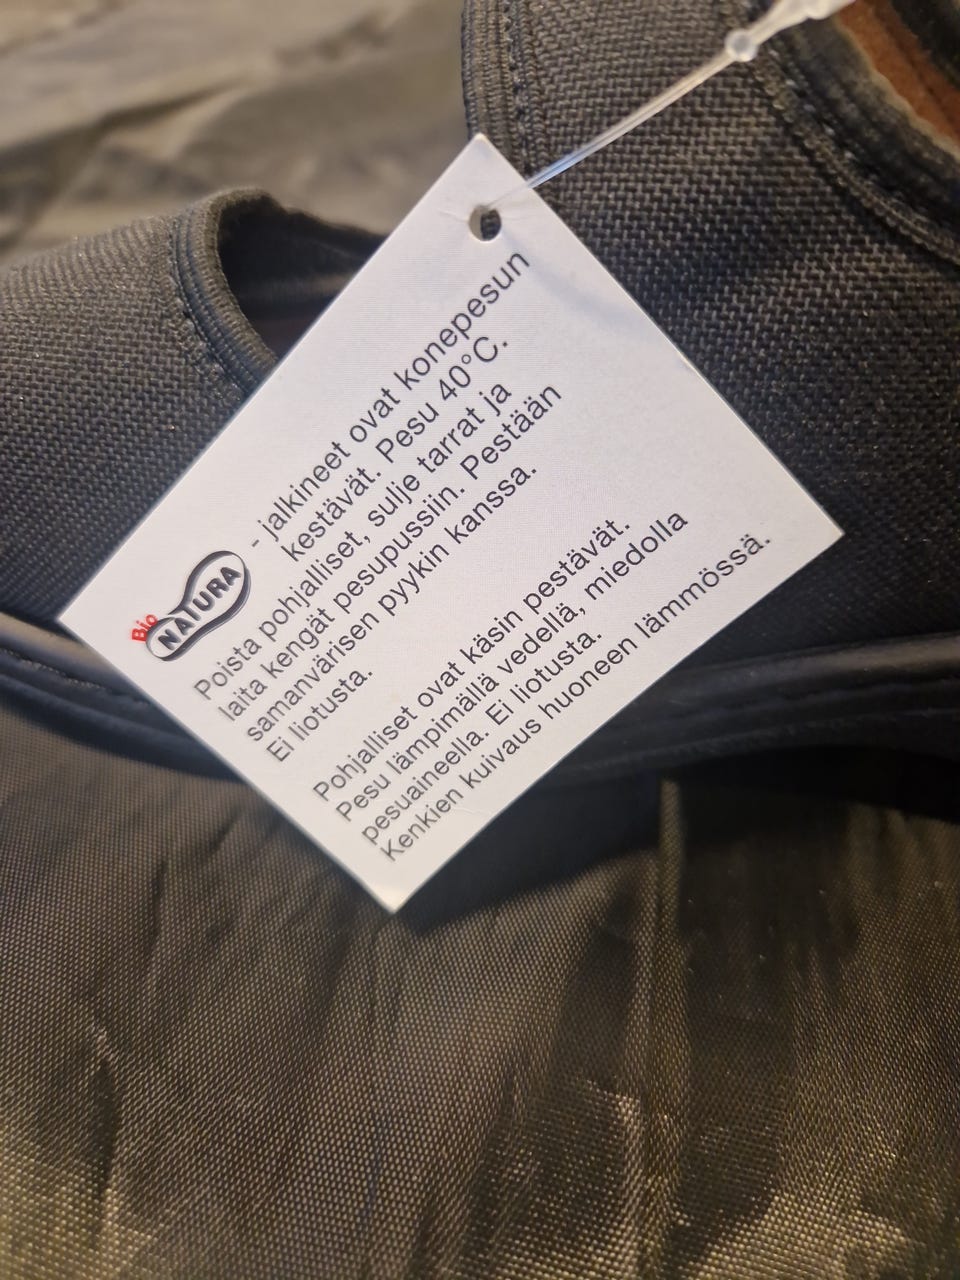 Bio
NATURA
- jalkineet ovat konepesun
kestävät. Pesu 40°C.
Poista pohjalliset, sulje tarrat ja
laita kengät pesupussiin. Pestään
samanvärisen pyykin kanssa.
Ei liotusta.
Pohjalliset ovat käsin pestävät.
Pesu lämpimällä vedellä, miedolla
pesuaineella. Ei liotusta.
Kenkien kuivaus huoneen lämmössä.